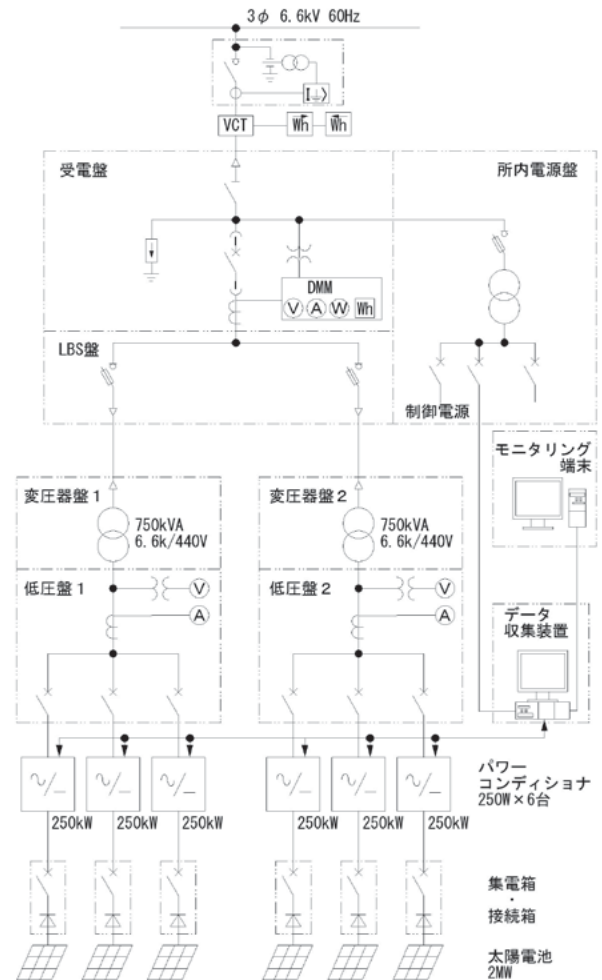 3φ 6.6kV 60Hz
I⏚>
VCT
Wh
Wh
受電盤
所内電源盤
DMM
V A W Wh
LBS盤
制御電源
モニタリング
端末
変圧器盤1
750kVA
6.6k/440V
変圧器盤2
750kVA
6.6k/440V
低圧盤1
V
A
低圧盤2
V
A
データ
収集装置
パワー
コンディショナ
250W×6台
250kW
250kW
250kW
250kW
250kW
250kW
集電箱
・
接続箱
太陽電池
2MW